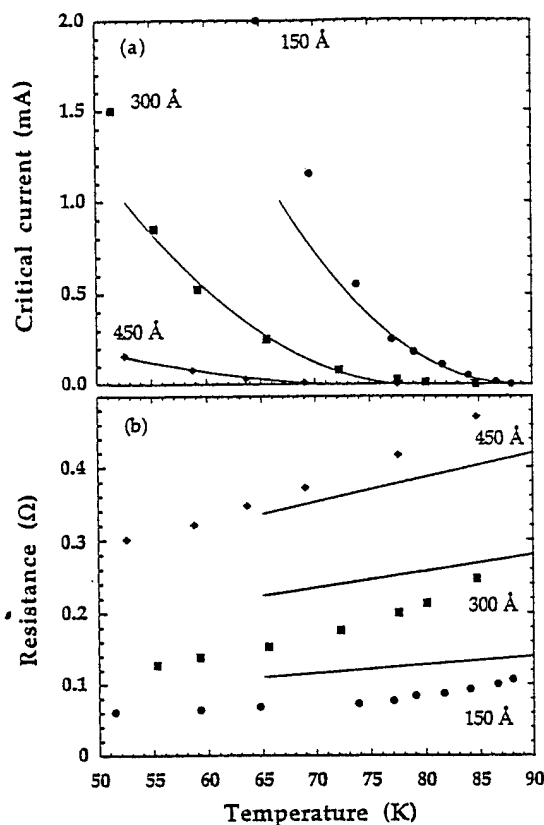 2.0
(a)
150 Å
300 Å
1.5
1.0
0.5
450 Å
0.0
Critical current (mA)
(b)
450 Å
0.4
0.3
300 Å
0.2
0.1
150 Å
0
Resistance (Ω)
50 55 60 65 70 75 80 85 90
Temperature (K)